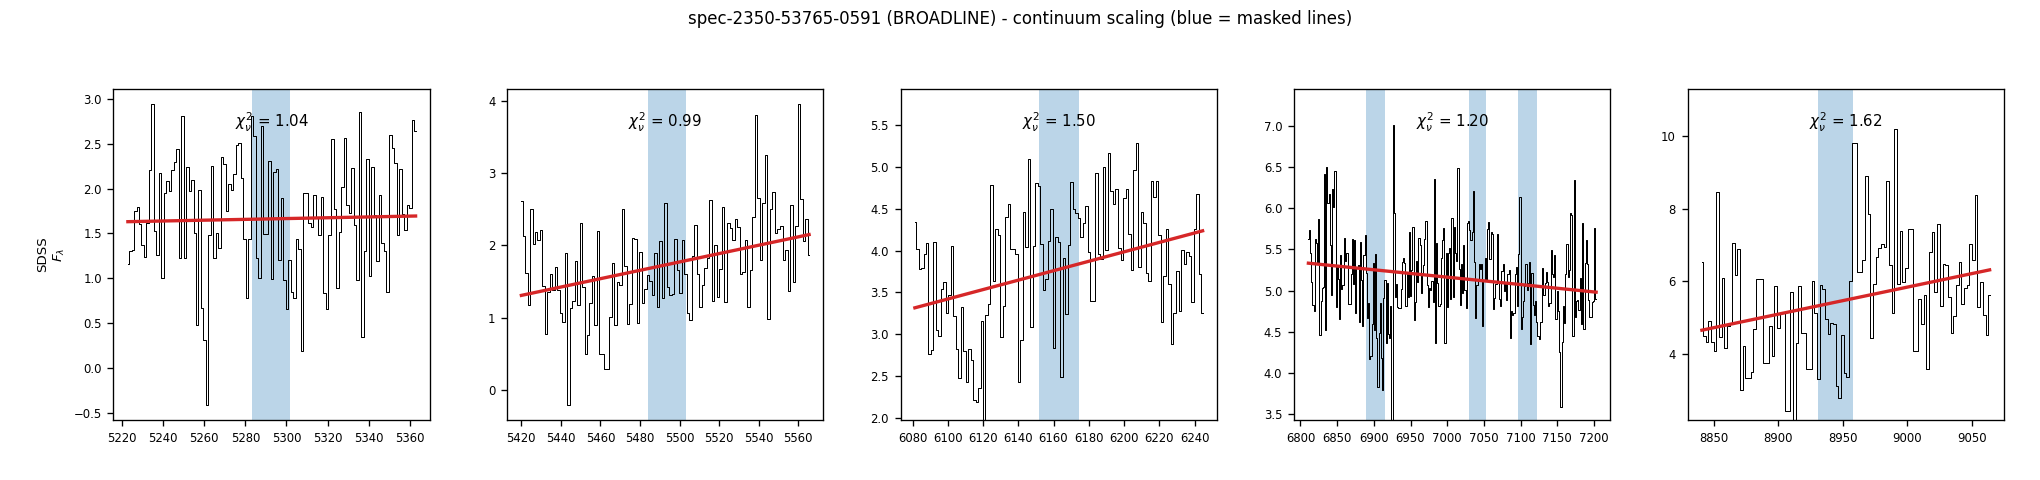 spec-2350-53765-0591 (BROADLINE) - continuum scaling (blue = masked lines)
SDSS
Fλ
χ²ν = 1.04
3.0
2.5
2.0
1.5
1.0
0.5
0.0
−0.5
5220 5240 5260 5280 5300 5320 5340 5360
χ²ν = 0.99
4
3
2
1
0
5420 5440 5460 5480 5500 5520 5540 5560
χ²ν = 1.50
5.5
5.0
4.5
4.0
3.5
3.0
2.5
2.0
6080 6100 6120 6140 6160 6180 6200 6220 6240
χ²ν = 1.20
7.0
6.5
6.0
5.5
5.0
4.5
4.0
3.5
6800 6850 6900 6950 7000 7050 7100 7150 7200
χ²ν = 1.62
10
8
6
4
8850 8900 8950 9000 9050